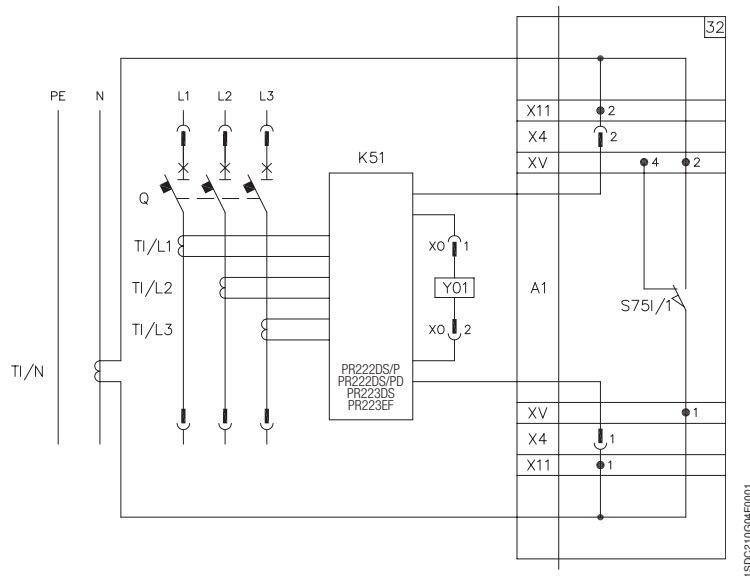 32
PE N L1 L2 L3
X11 2
X4 2
K51
XV 4 2
Q
TI/L1 X0 1
TI/L2 Y01 A1
S75I/1
TI/L3 X0 2
TI/N
PR222DS/P
PR222DS/PD
PR223DS
PR223EF
XV 1
X4 1
X11 1
1SDC210G04F0001